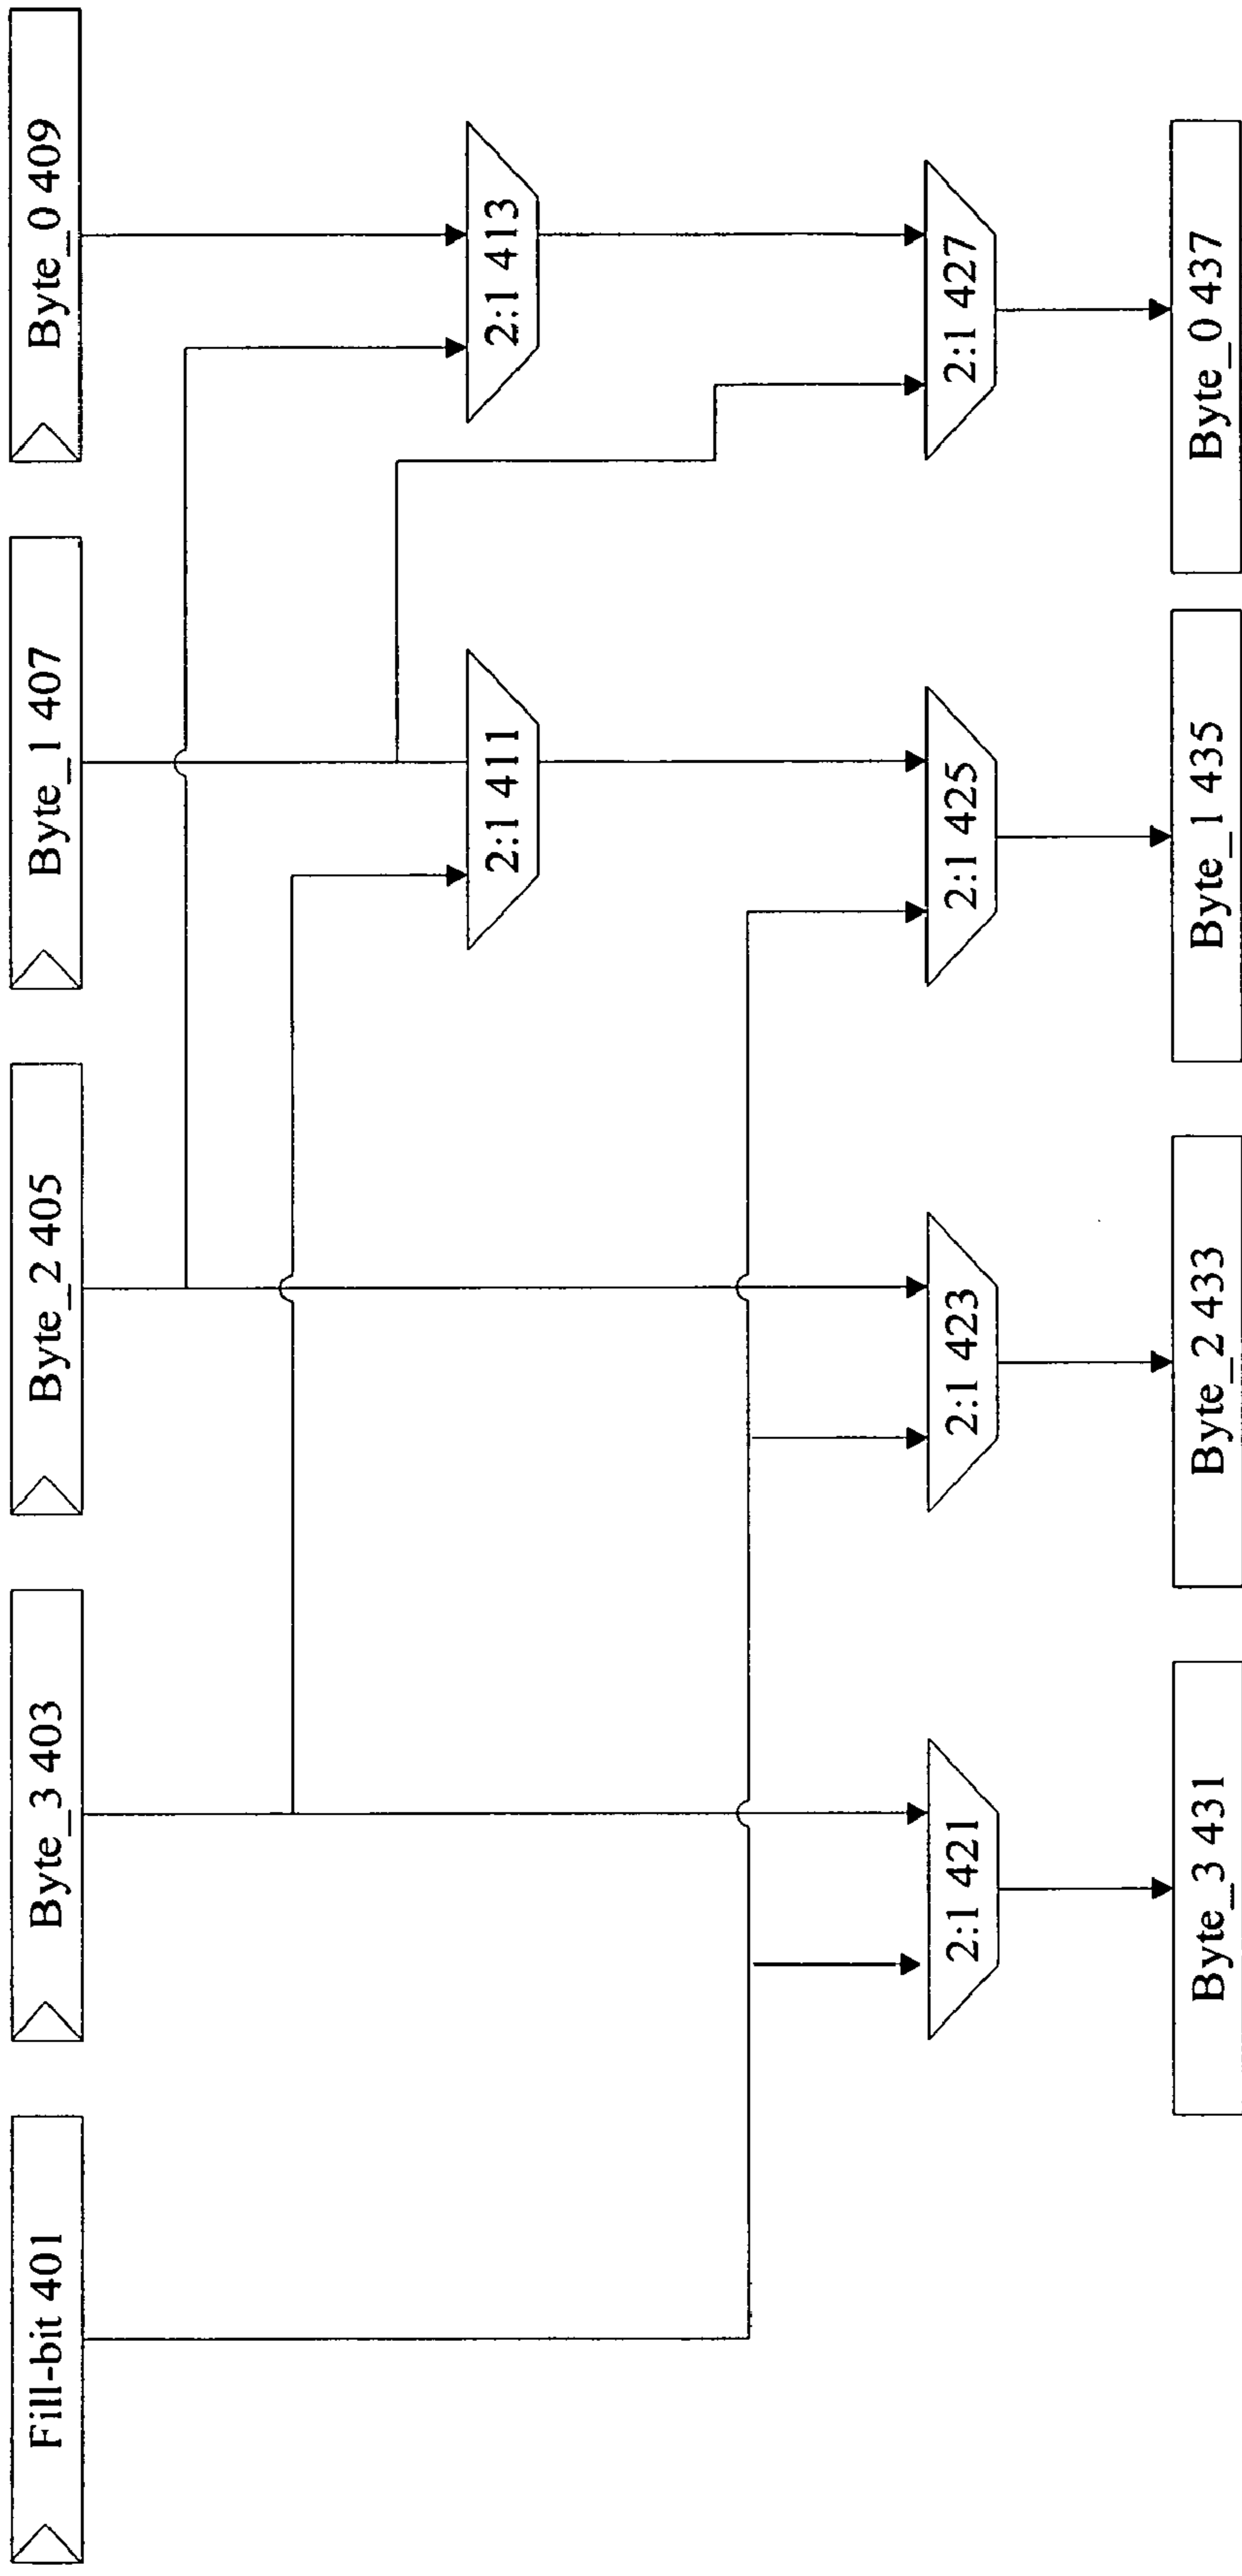 Fill-bit 401
Byte_3 403
Byte_2 405
Byte_1 407
Byte_0 409
2:1 411
2:1 413
2:1 421
2:1 423
2:1 425
2:1 427
Byte_3 431
Byte_2 433
Byte_1 435
Byte_0 437